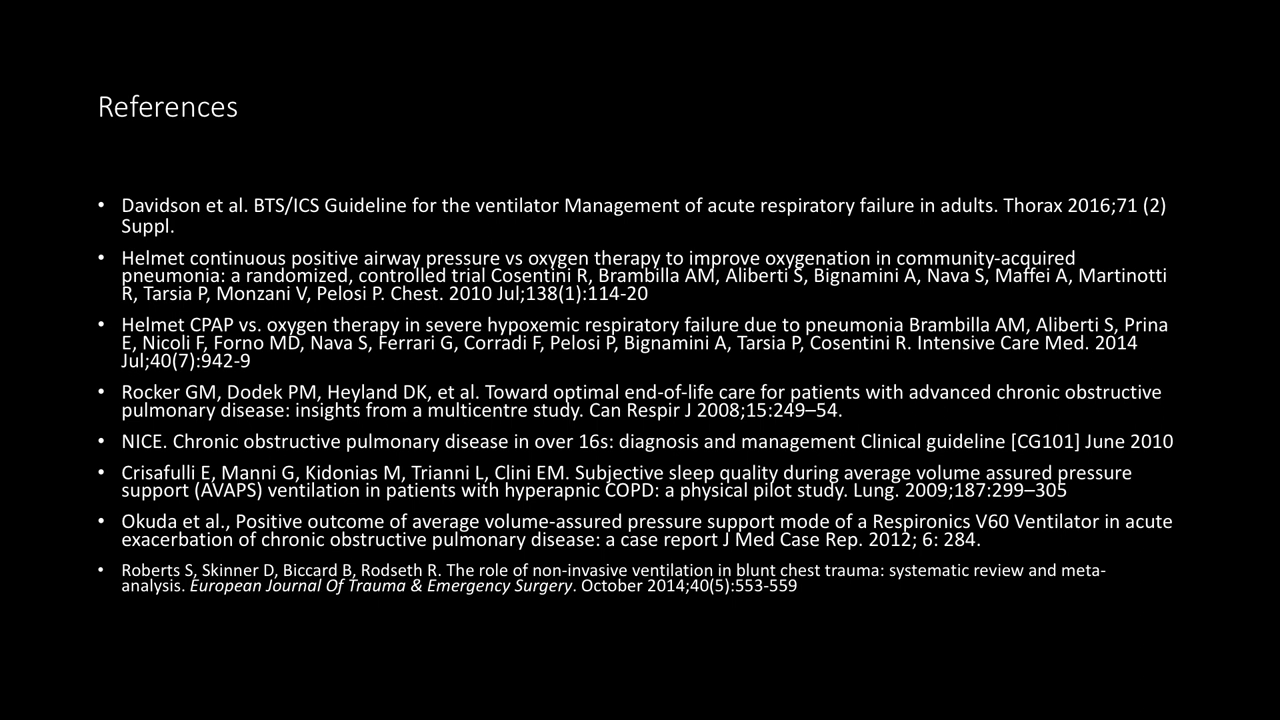 References
• Davidson et al. BTS/ICS Guideline for the ventilator Management of acute respiratory failure in adults. Thorax 2016;71 (2)
Suppl.
• Helmet continuous positive airway pressure vs oxygen therapy to improve oxygenation in community-acquired
pneumonia: a randomized, controlled trial Cosentini R, Brambilla AM, Aliberti S, Bignamini A, Nava S, Maffei A, Martinotti
R, Tarsia P, Monzani V, Pelosi P. Chest. 2010 Jul;138(1):114-20
• Helmet CPAP vs. oxygen therapy in severe hypoxemic respiratory failure due to pneumonia Brambilla AM, Aliberti S, Prina
E, Nicoli F, Forno MD, Nava S, Ferrari G, Corradi F, Pelosi P, Bignamini A, Tarsia P, Cosentini R. Intensive Care Med. 2014
Jul;40(7):942-9
• Rocker GM, Dodek PM, Heyland DK, et al. Toward optimal end-of-life care for patients with advanced chronic obstructive
pulmonary disease: insights from a multicentre study. Can Respir J 2008;15:249–54.
• NICE. Chronic obstructive pulmonary disease in over 16s: diagnosis and management Clinical guideline [CG101] June 2010
• Crisafulli E, Manni G, Kidonias M, Trianni L, Clini EM. Subjective sleep quality during average volume assured pressure
support (AVAPS) ventilation in patients with hyperapnic COPD: a physical pilot study. Lung. 2009;187:299–305
• Okuda et al., Positive outcome of average volume-assured pressure support mode of a Respironics V60 Ventilator in acute
exacerbation of chronic obstructive pulmonary disease: a case report J Med Case Rep. 2012; 6: 284.
• Roberts S, Skinner D, Biccard B, Rodseth R. The role of non-invasive ventilation in blunt chest trauma: systematic review and meta-
analysis. European Journal Of Trauma & Emergency Surgery. October 2014;40(5):553-559